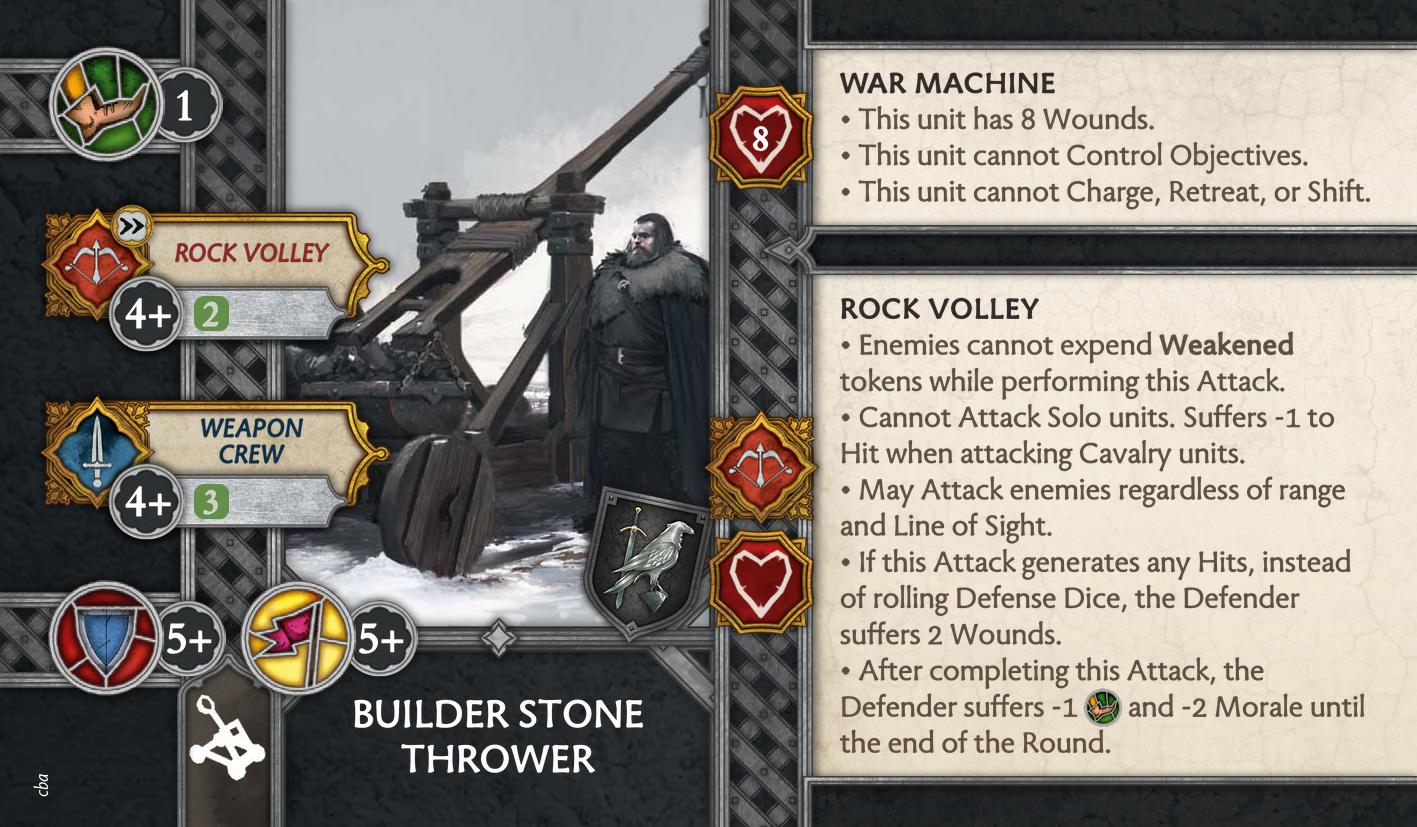 1
ROCK VOLLEY
4+
2
WEAPON
CREW
4+
3
5+
5+
BUILDER STONE
THROWER
cba
8
WAR MACHINE
• This unit has 8 Wounds.
• This unit cannot Control Objectives.
• This unit cannot Charge, Retreat, or Shift.
ROCK VOLLEY
• Enemies cannot expend Weakened
tokens while performing this Attack.
• Cannot Attack Solo units. Suffers -1 to
Hit when attacking Cavalry units.
• May Attack enemies regardless of range
and Line of Sight.
• If this Attack generates any Hits, instead
of rolling Defense Dice, the Defender
suffers 2 Wounds.
• After completing this Attack, the
Defender suffers -1 and -2 Morale until
the end of the Round.